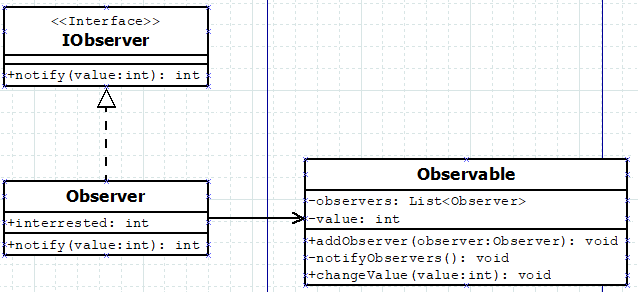 <<Interface>>
IObserver
+notify(value:int): int
Observer
+interrested: int
+notify(value:int): int
Observable
-observers: List<Observer>
-value: int
+addObserver(observer:Observer): void
-notifyObservers(): void
+changeValue(value:int): void